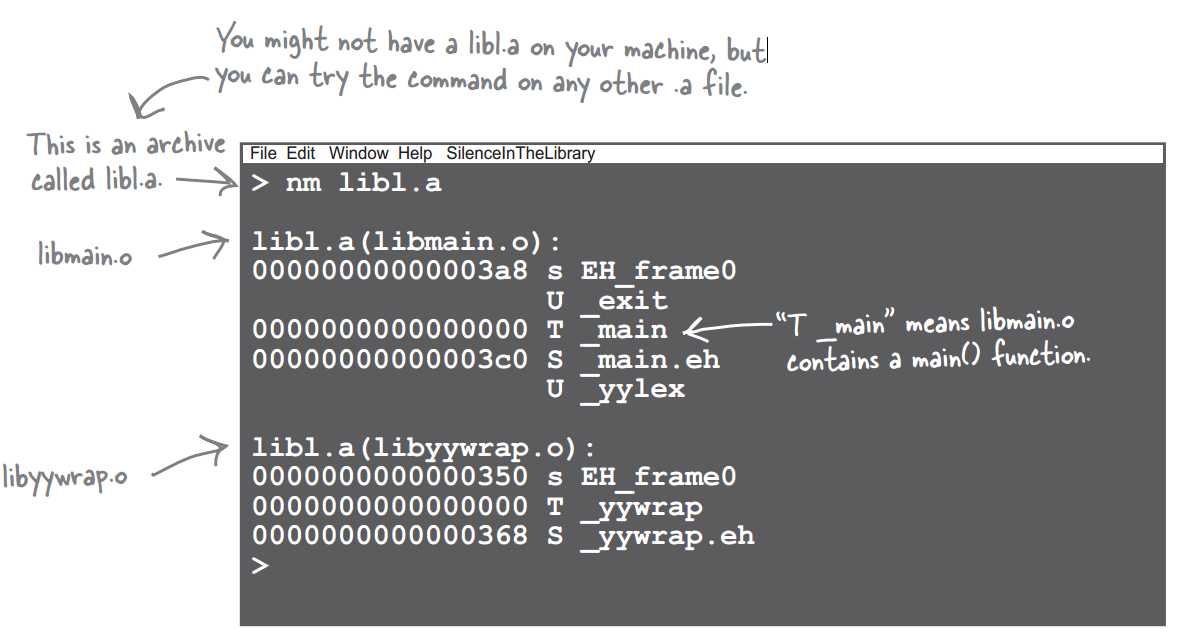 You might not have a libl.a on your machine, but
you can try the command on any other .a file.
This is an archive
called libl.a.
File Edit Window Help SilenceInTheLibrary
> nm libl.a
libmain.o
libl.a(libmain.o):
00000000000003a8 s EH_frame0
U _exit
0000000000000000 T _main
"T _main" means libmain.o
contains a main() function.
00000000000003c0 S _main.eh
U _yylex
libyywrap.o
libl.a(libyywrap.o):
0000000000000350 s EH_frame0
0000000000000000 T _yywrap
0000000000000368 S _yywrap.eh
>